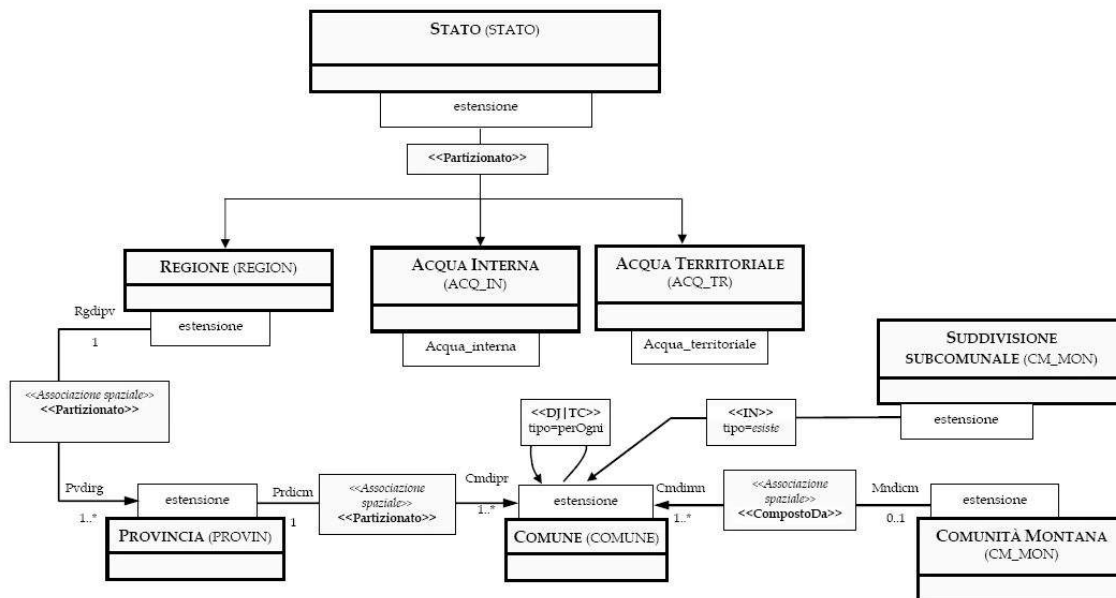 STATO (STATO)
estensione
<<Partizionato>>
REGIONE (REGION)
ACQUA INTERNA
(ACQ_IN)
ACQUA TERRITORIALE
(ACQ_TR)
Rgdipv
1
estensione
Acqua_interna
Acqua_territoriale
SUDDIVISIONE
SUBCOMUNALE (CM_MON)
estensione
<<Associazione spaziale>>
<<Partizionato>>
<<DJ|TC>>
tipo=perOgni
<<IN>>
tipo=esiste
Pvdirg
1..*
estensione
PROVINCIA (PROVIN)
Prdicm
1
<<Associazione
spaziale>>
<<Partizionato>>
Cmdipr
1..*
estensione
COMUNE (COMUNE)
Cmdimn
1..*
<<Associazione
spaziale>>
<<CompostoDa>>
Mndicm
0..1
estensione
COMUNITÀ MONTANA
(CM_MON)